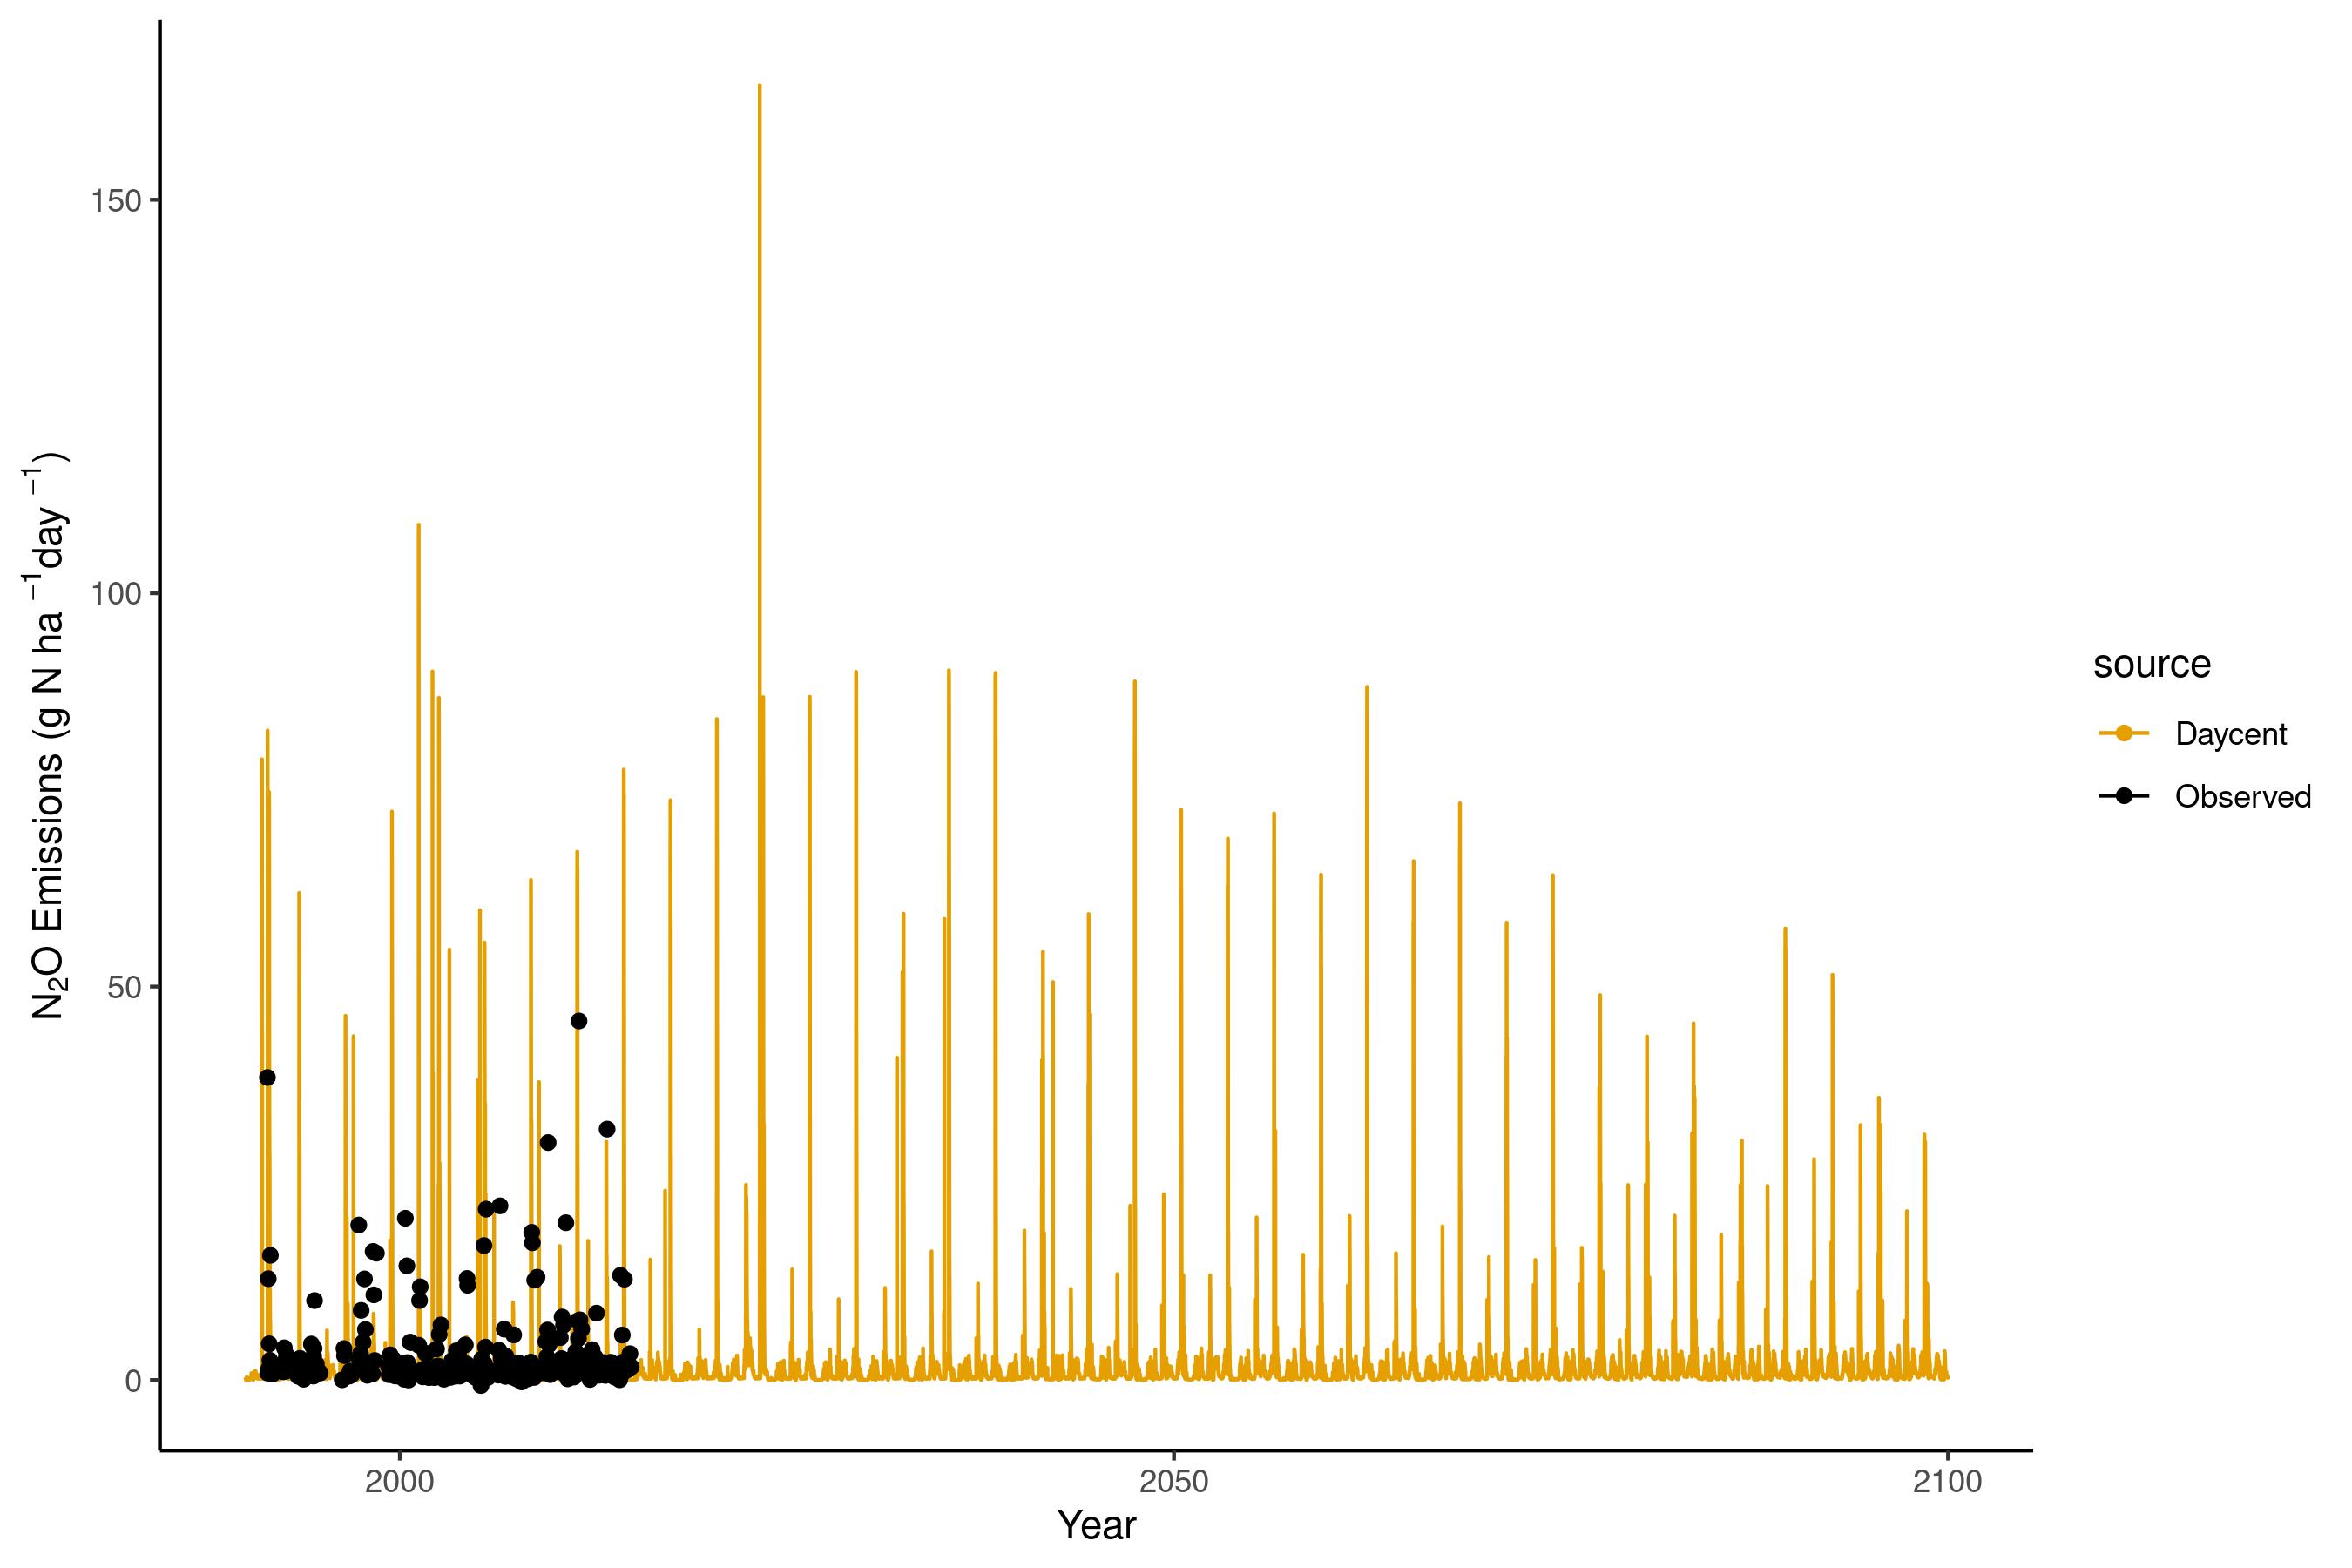 N₂O Emissions (g N ha ⁻¹day ⁻¹)
150
100
50
0
2000
2050
2100
Year
source
Daycent
Observed